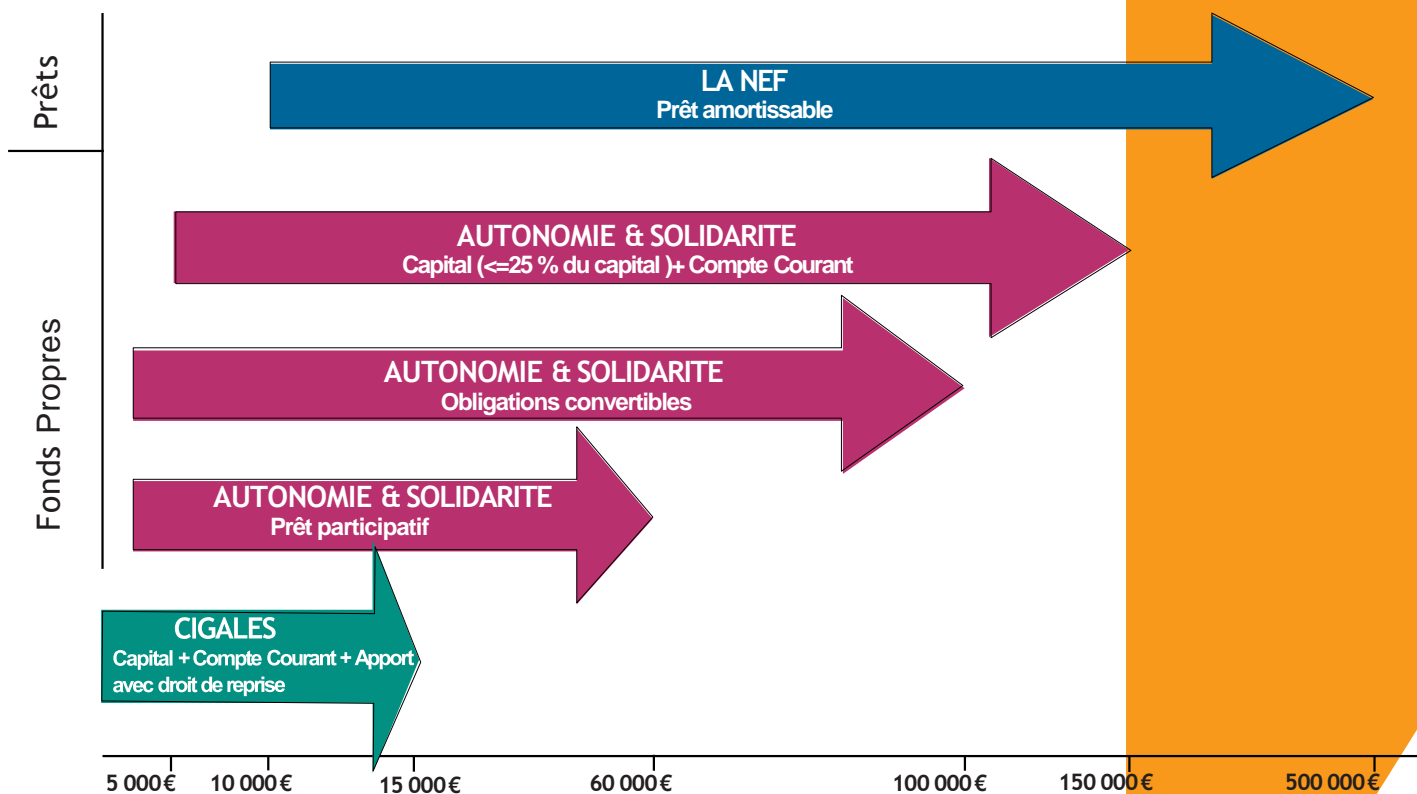 Prêts
LA NEF
Prêt amortissable
Fonds Propres
AUTONOMIE & SOLIDARITE
Capital (<=25 % du capital )+ Compte Courant
AUTONOMIE & SOLIDARITE
Obligations convertibles
AUTONOMIE & SOLIDARITE
Prêt participatif
CIGALES
Capital + Compte Courant + Apport
avec droit de reprise
5 000 € 10 000 € 15 000 € 60 000 € 100 000 € 150 000 € 500 000 €